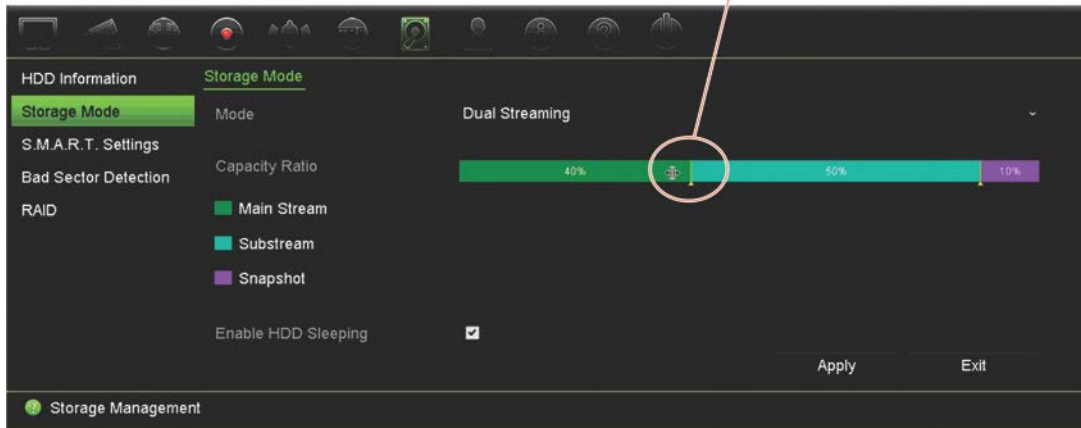 HDD Information
Storage Mode
S.M.A.R.T. Settings
Bad Sector Detection
RAID
Storage Mode
Mode
Dual Streaming
Capacity Ratio
40%
50%
10%
Main Stream
Substream
Snapshot
Enable HDD Sleeping
Apply
Exit
Storage Management